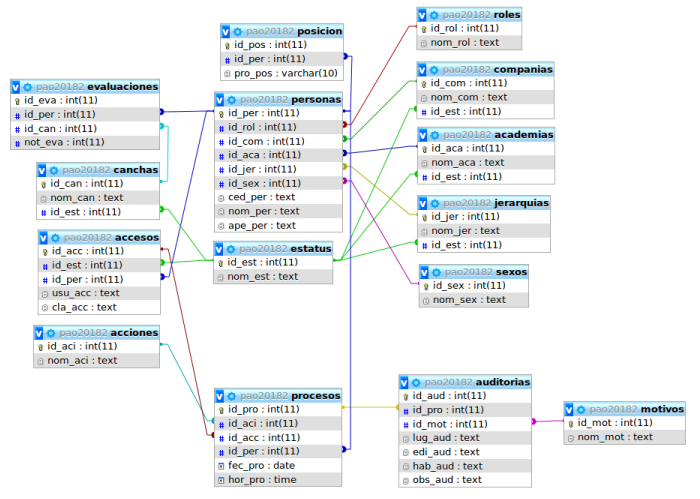 pao20182 posicion
id_pos : int(11)
id_per : int(11)
pro_pos : varchar(10)
pao20182 roles
id_rol : int(11)
nom_rol : text
pao20182 evaluaciones
id_eva : int(11)
id_per : int(11)
id_can : int(11)
not_eva : int(11)
pao20182 personas
id_per : int(11)
id_rol : int(11)
id_com : int(11)
id_aca : int(11)
id_jer : int(11)
id_sex : int(11)
ced_per : text
nom_per : text
ape_per : text
pao20182 companias
id_com : int(11)
nom_com : text
id_est : int(11)
pao20182 academias
id_aca : int(11)
nom_aca : text
id_est : int(11)
pao20182 canchas
id_can : int(11)
nom_can : text
id_est : int(11)
pao20182 jerarquias
id_jer : int(11)
nom_jer : text
id_est : int(11)
pao20182 accesos
id_acc : int(11)
id_est : int(11)
id_per : int(11)
usu_acc : text
cla_acc : text
pao20182 estatus
id_est : int(11)
nom_est : text
pao20182 sexos
id_sex : int(11)
nom_sex : text
pao20182 acciones
id_aci : int(11)
nom_aci : text
pao20182 procesos
id_pro : int(11)
id_aci : int(11)
id_acc : int(11)
id_per : int(11)
fec_pro : date
hor_pro : time
pao20182 auditorias
id_aud : int(11)
id_pro : int(11)
id_mot : int(11)
lug_aud : text
edi_aud : text
hab_aud : text
obs_aud : text
pao20182 motivos
id_mot : int(11)
nom_mot : text